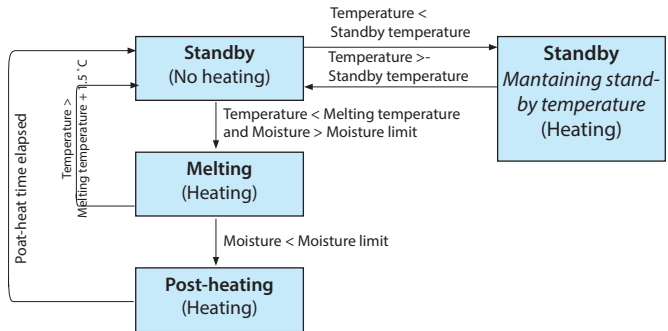 Temperature <
Standby temperature
Standby
(No heating)
Temperature >-
Standby temperature
Standby
Mantaining stand-
by temperature
(Heating)
Temperature < Melting temperature
and Moisture > Moisture limit
Temperature >
Melting temperature + 1.5 ˚C
Poat-heat time elapsed
Melting
(Heating)
Moisture < Moisture limit
Post-heating
(Heating)